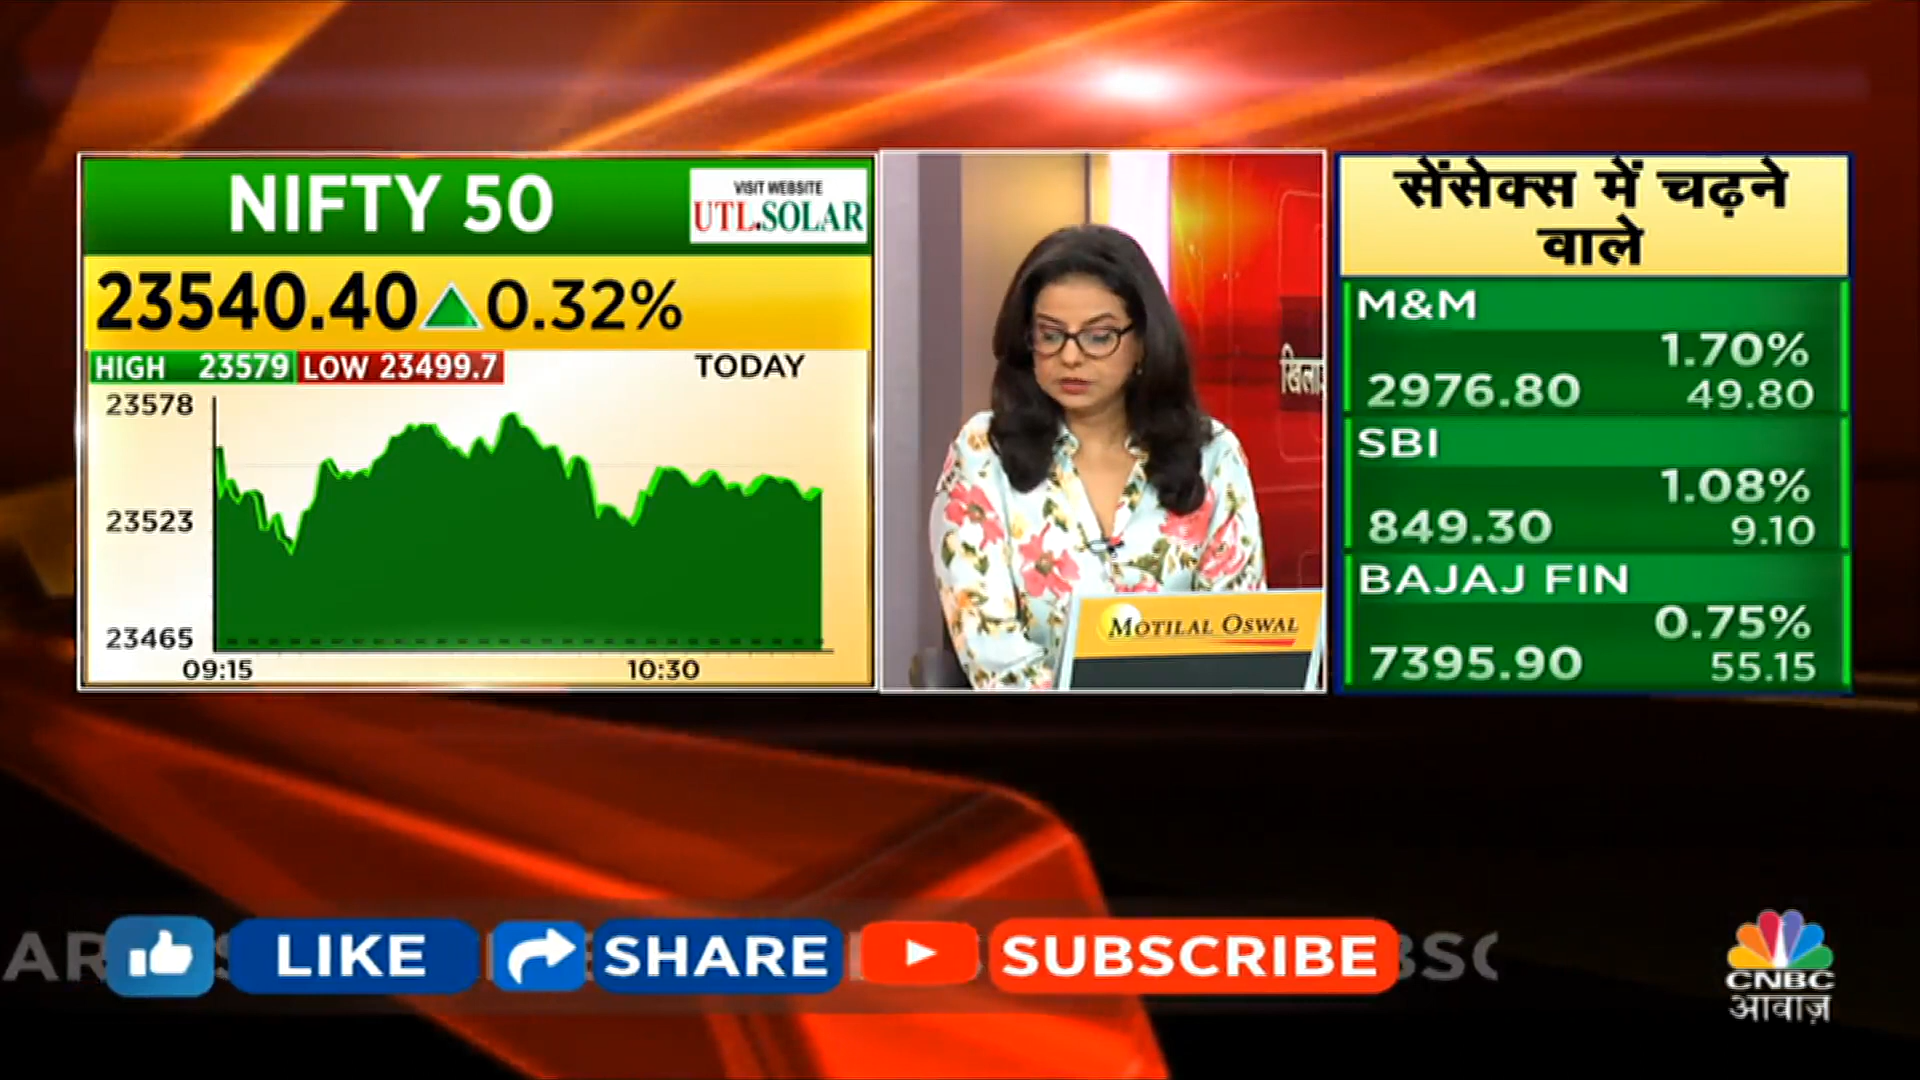 NIFTY 50
VISIT WEBSITE
UTL.SOLAR
23540.40 0.32%
HIGH 23579 LOW 23499.7
TODAY
23578
23523
23465
09:15 10:30
MOTILAL OSWAL
सेंसेक्स में चढ़ने
वाले
M&M
1.70%
2976.80
49.80
SBI
1.08%
849.30
9.10
BAJAJ FIN
0.75%
7395.90
55.15
LIKE SHARE SUBSCRIBE
CNBC
आवाज़